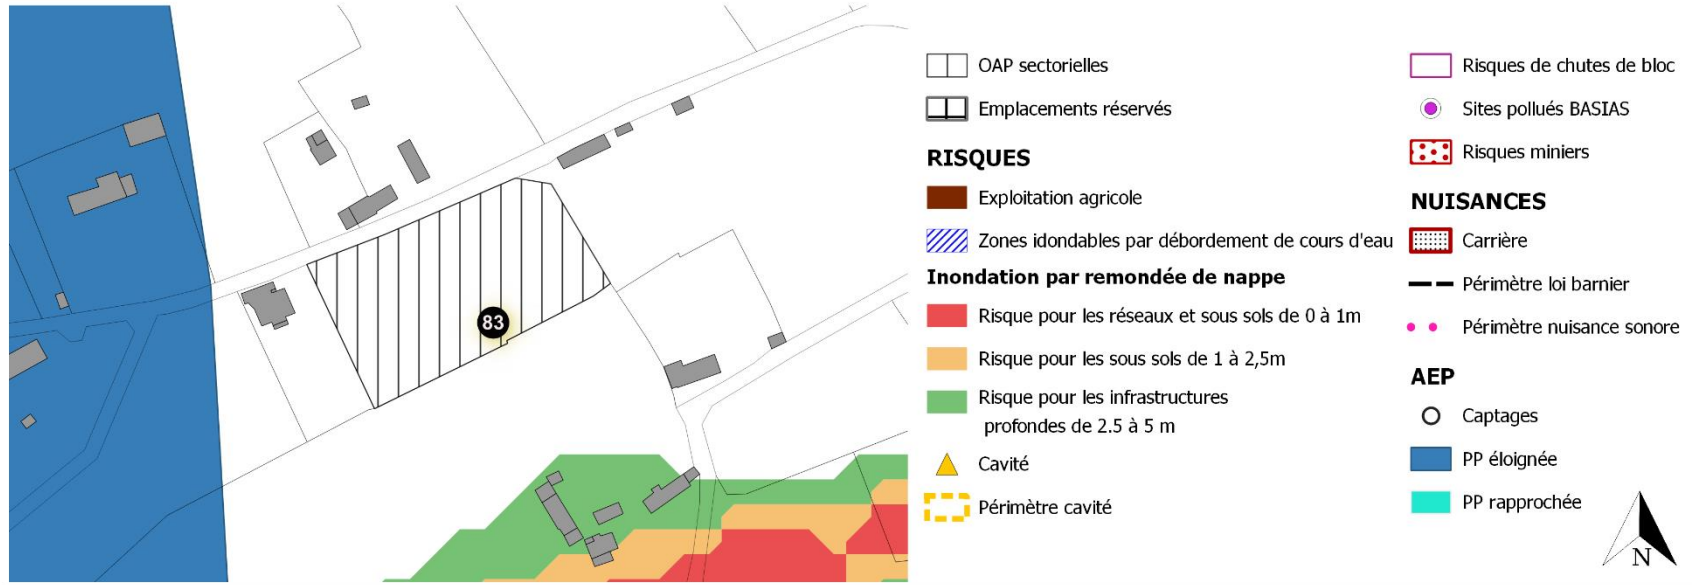 83
OAP sectorielles
Emplacements réservés
RISQUES
Exploitation agricole
Zones idondables par débordement de cours d'eau
Inondation par remondée de nappe
Risque pour les réseaux et sous sols de 0 à 1m
Risque pour les sous sols de 1 à 2,5m
Risque pour les infrastructures
profondes de 2.5 à 5 m
Cavité
Périmètre cavité
Risques de chutes de bloc
Sites pollués BASIAS
Risques miniers
NUISANCES
Carrière
Périmètre loi barnier
Périmètre nuisance sonore
AEP
Captages
PP éloignée
PP rapprochée
N